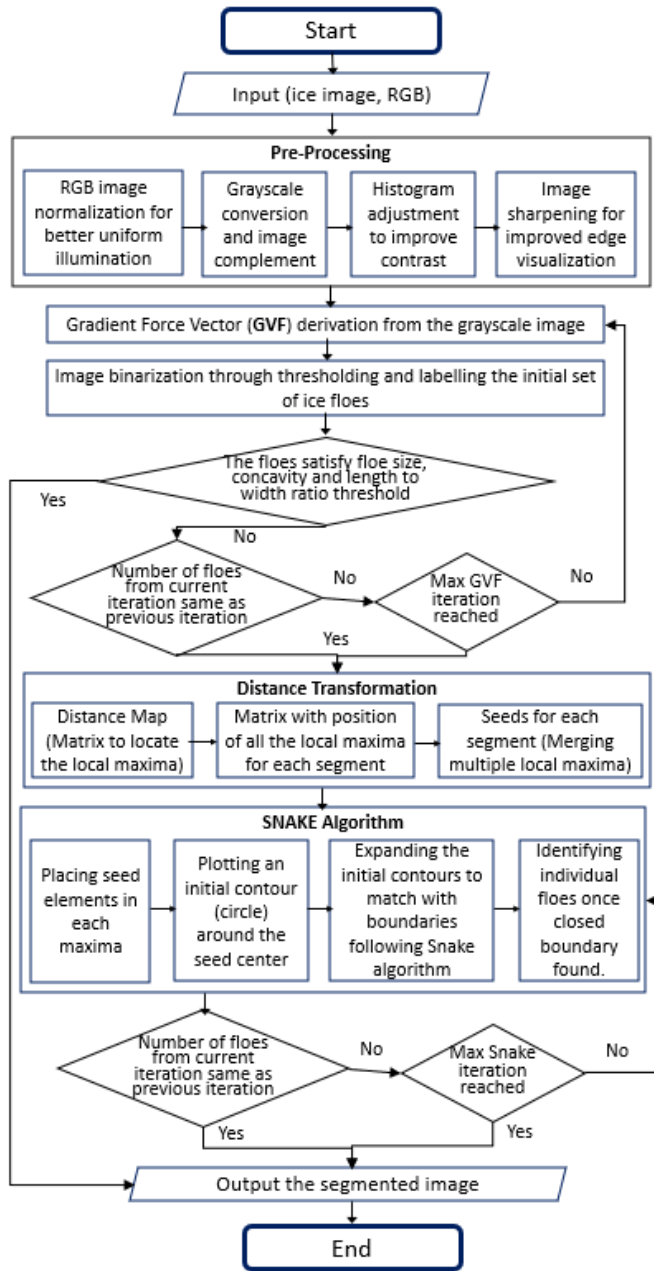 Start
Input (ice image, RGB)
Pre-Processing
RGB image
normalization for
better uniform
illumination
Grayscale
conversion
and image
complement
Histogram
adjustment
to improve
contrast
Image
sharpening for
improved edge
visualization
Gradient Force Vector (GVF) derivation from the grayscale image
Image binarization through thresholding and labelling the initial set
of ice floes
The floes satisfy floe size,
concavity and length to
width ratio threshold
Yes
No
Number of floes
from current
iteration same as
previous iteration
No
Max GVF
iteration
reached
No
Yes
Distance Transformation
Distance Map
(Matrix to locate
the local maxima)
Matrix with position
of all the local maxima
for each segment
Seeds for each
segment (Merging
multiple local maxima)
SNAKE Algorithm
Placing seed
elements in
each
maxima
Plotting an
initial contour
(circle)
around the
seed center
Expanding the
initial contours to
match with
boundaries
following Snake
algorithm
Identifying
individual
floes once
closed
boundary
found.
Number of floes
from current
iteration same as
previous iteration
No
Max Snake
iteration
reached
No
Yes
Yes
Output the segmented image
End